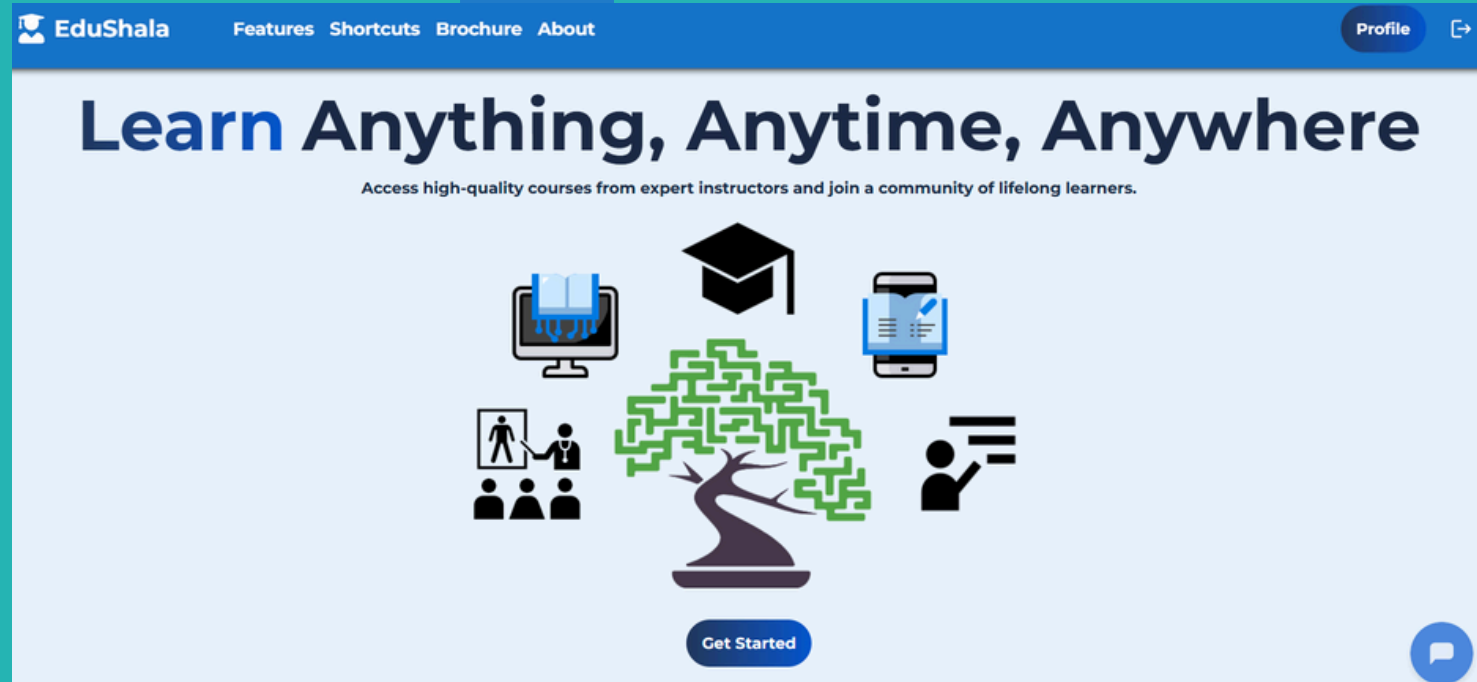 EduShala Features Shortcuts Brochure About Profile
Learn Anything, Anytime, Anywhere
Access high-quality courses from expert instructors and join a community of lifelong learners.
Get Started